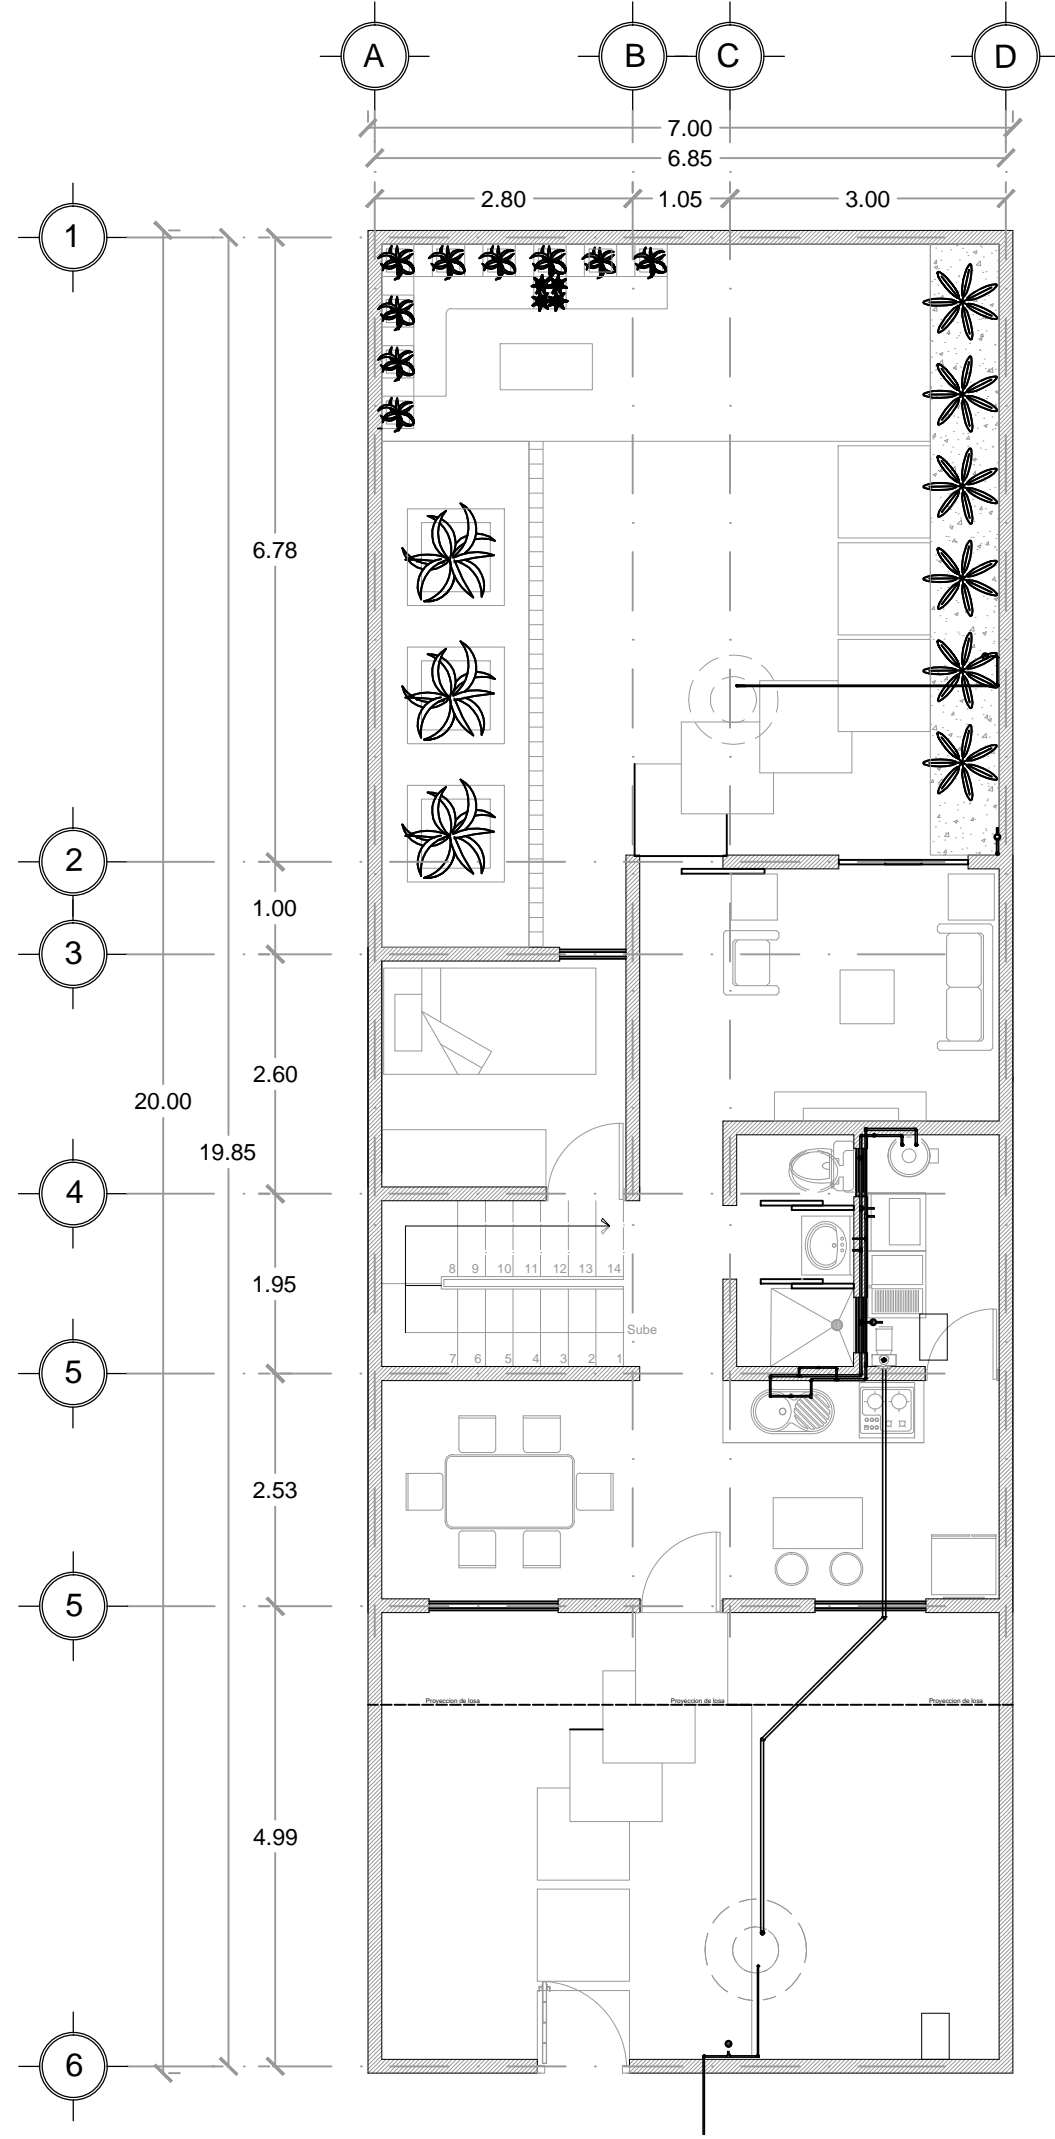 A B C D
7.00
6.85
2.80 1.05 3.00
1
6.78
2
1.00
3
2.60
20.00
19.85
4
8 9 10 11 12 13 14
1.95
Sube
7 6 5 4 3 2 1
5
2.53
5
Proyeccion de losa Proyeccion de losa Proyeccion de losa
4.99
6